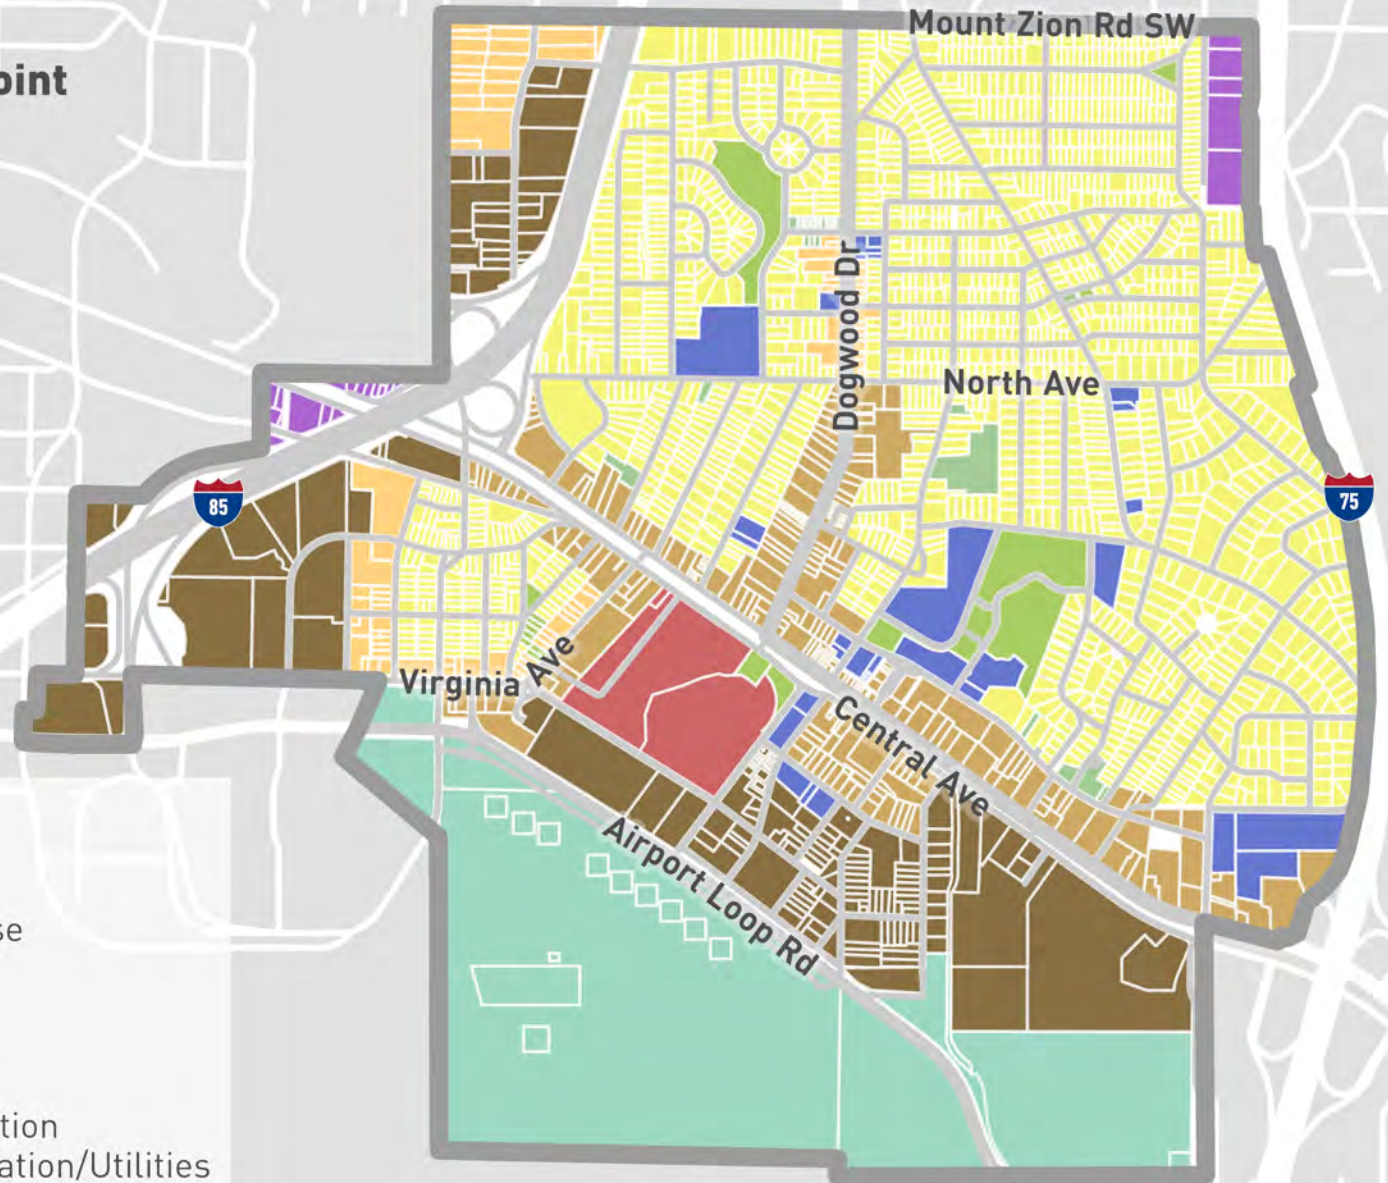 Mount Zion Rd SW
oint
Dogwood Dr
North Ave
85
75
Virginia Ave
Central Ave
Airport Loop Rd
se
tion
ation/Utilities